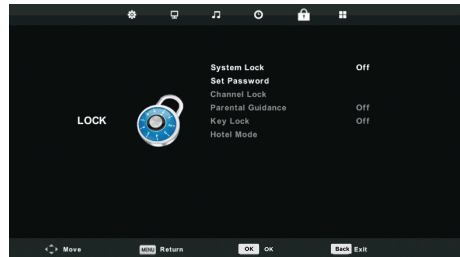 System Lock Off
Set Password
Channel Lock
Parental Guidance Off
Key Lock Off
Hotel Mode
LOCK
Move MENU Return OK OK Back Exit